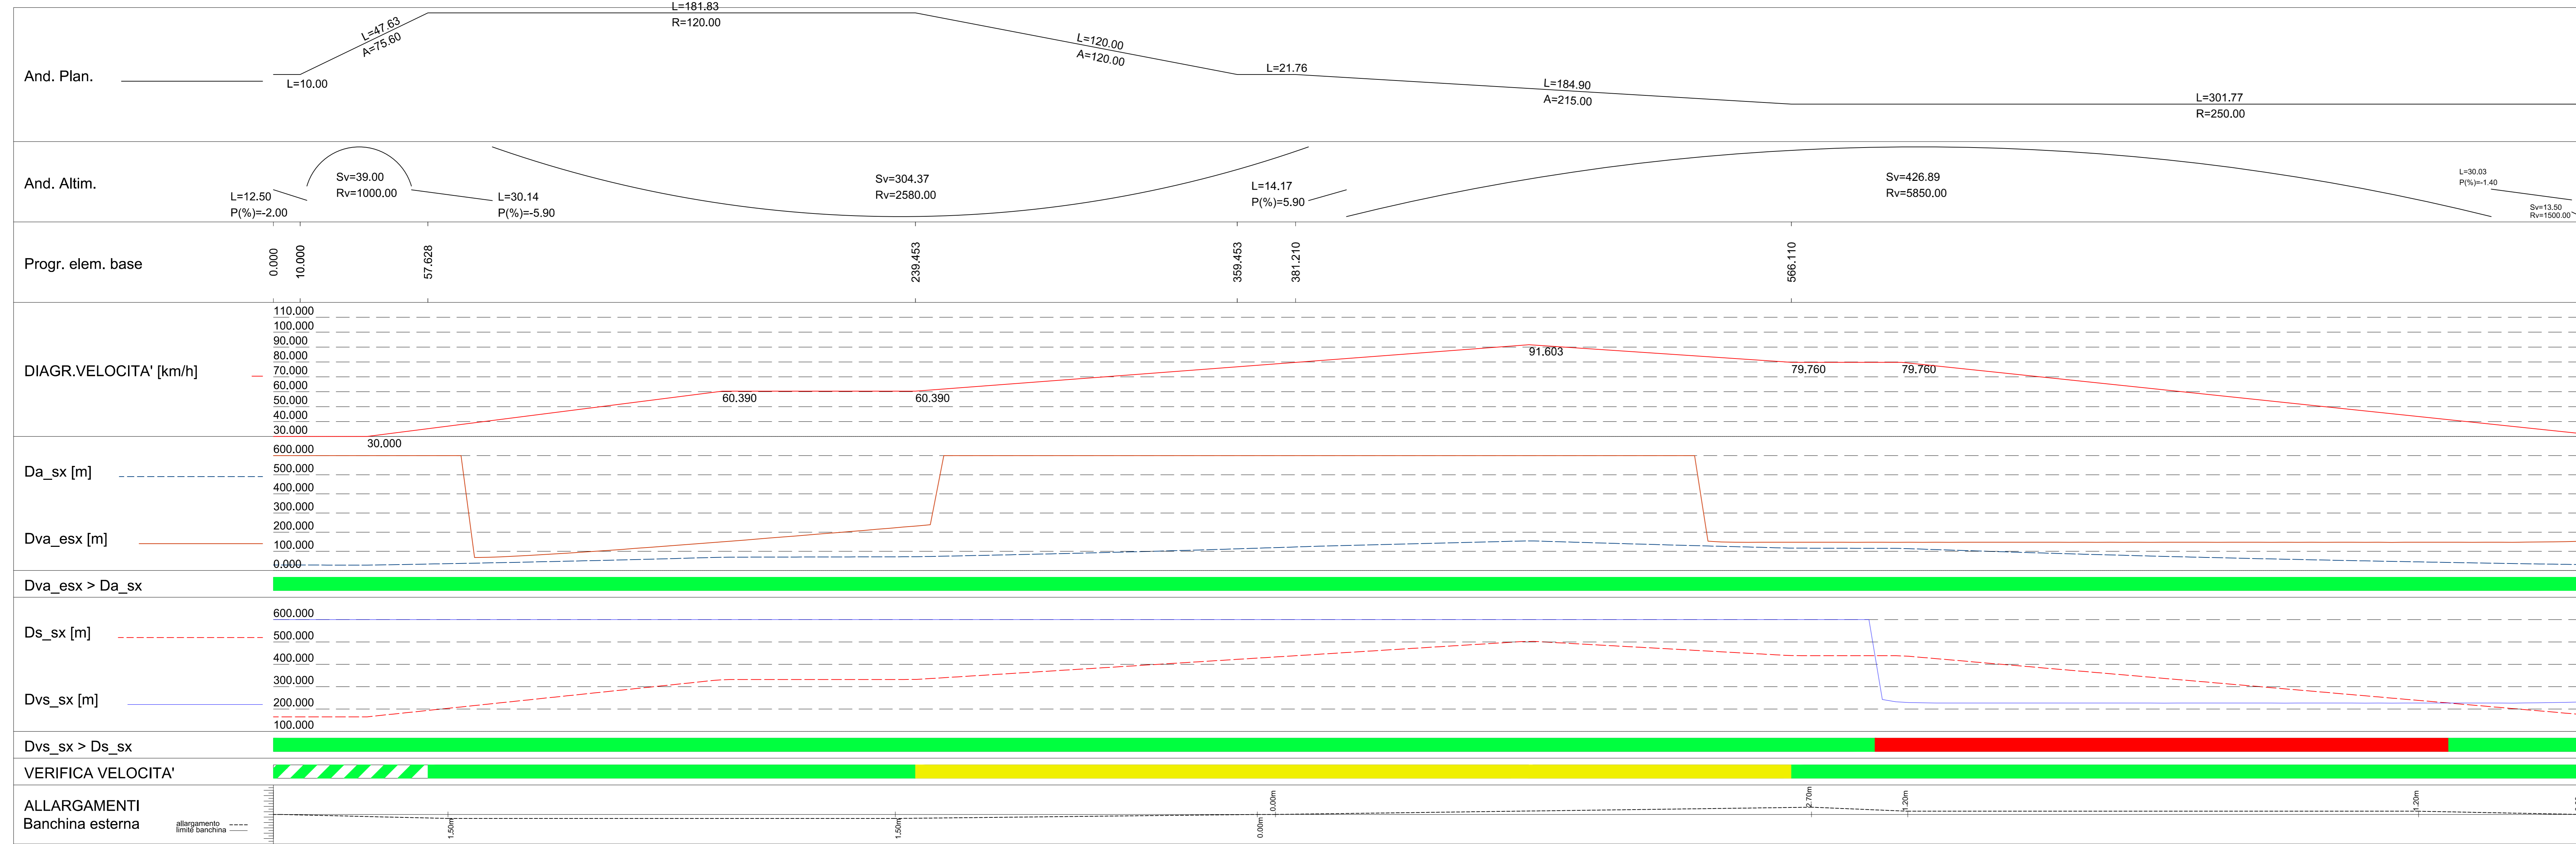 L=181.83
R=120.00
L=47.63
A=75.60
L=120.00
A=120.00
And. Plan.
L=10.00
L=21.76
L=184.90
A=215.00
L=301.77
R=250.00
And. Altim.
L=12.50
P(%)=-2.00
Sv=39.00
Rv=1000.00
L=30.14
P(%)=-5.90
Sv=304.37
Rv=2580.00
L=14.17
P(%)=5.90
Sv=426.89
Rv=5850.00
L=30.03
P(%)=-1.40
Sv=13.50
Rv=1500.00
Progr. elem. base
0.000
10.000
57.628
239.453
359.453
381.210
566.110
DIAGR.VELOCITA' [km/h]
110.000
100.000
90.000
80.000
70.000
60.000
50.000
40.000
30.000
30.000
60.390
60.390
91.603
79.760
79.760
Da_sx [m]
Dva_esx [m]
600.000
500.000
400.000
300.000
200.000
100.000
0.000
Dva_esx > Da_sx
Ds_sx [m]
Dvs_sx [m]
600.000
500.000
400.000
300.000
200.000
100.000
Dvs_sx > Ds_sx
VERIFICA VELOCITA'
ALLARGAMENTI
Banchina esterna
allargamento
limite banchina
1.50m
1.50m
0.00m
0.00m
2.70m
1.20m
1.20m